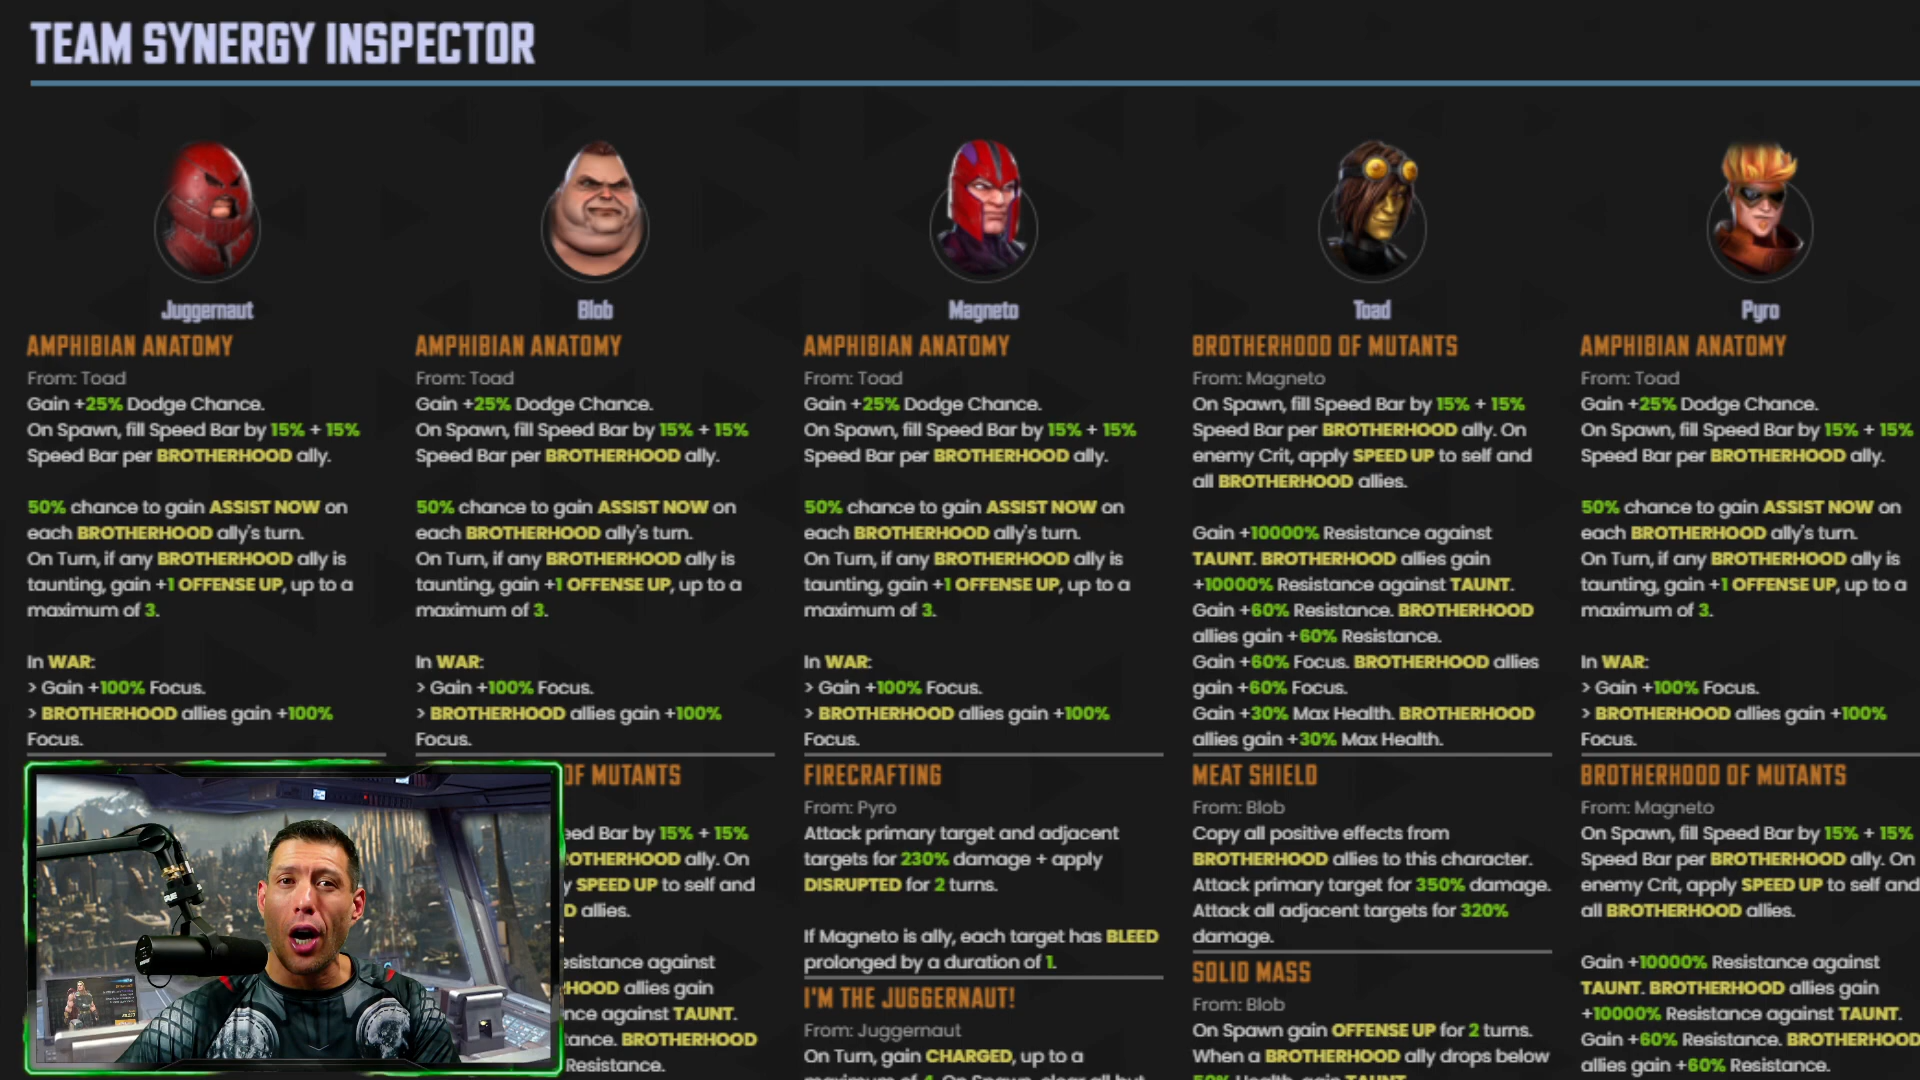 TEAM SYNERGY INSPECTOR
Juggernaut
AMPHIBIAN ANATOMY
From: Toad
Gain +25% Dodge Chance.
On Spawn, fill Speed Bar by 15% + 15%
Speed Bar per BROTHERHOOD ally.
50% chance to gain ASSIST NOW on
each BROTHERHOOD ally's turn.
On Turn, if any BROTHERHOOD ally is
taunting, gain +1 OFFENSE UP, up to a
maximum of 3.
In WAR:
> Gain +100% Focus.
> BROTHERHOOD allies gain +100%
Focus.
Blob
AMPHIBIAN ANATOMY
From: Toad
Gain +25% Dodge Chance.
On Spawn, fill Speed Bar by 15% + 15%
Speed Bar per BROTHERHOOD ally.
50% chance to gain ASSIST NOW on
each BROTHERHOOD ally's turn.
On Turn, if any BROTHERHOOD ally is
taunting, gain +1 OFFENSE UP, up to a
maximum of 3.
In WAR:
> Gain +100% Focus.
> BROTHERHOOD allies gain +100%
Focus.
OF MUTANTS
Bar by 15% + 15%
ally. On
SPEED UP to self and
allies.
against
allies gain
against TAUNT.
BROTHERHOOD
Resistance.
Magneto
AMPHIBIAN ANATOMY
From: Toad
Gain +25% Dodge Chance.
On Spawn, fill Speed Bar by 15% + 15%
Speed Bar per BROTHERHOOD ally.
50% chance to gain ASSIST NOW on
each BROTHERHOOD ally's turn.
On Turn, if any BROTHERHOOD ally is
taunting, gain +1 OFFENSE UP, up to a
maximum of 3.
In WAR:
> Gain +100% Focus.
> BROTHERHOOD allies gain +100%
Focus.
FIRECRAFTING
From: Pyro
Attack primary target and adjacent
targets for 230% damage + apply
DISRUPTED for 2 turns.
If Magneto is ally, each target has BLEED
prolonged by a duration of 1.
I'M THE JUGGERNAUT!
From: Juggernaut
On Turn, gain CHARGED, up to a
Toad
BROTHERHOOD OF MUTANTS
From: Magneto
On Spawn, fill Speed Bar by 15% + 15%
Speed Bar per BROTHERHOOD ally. On
enemy Crit, apply SPEED UP to self and
all BROTHERHOOD allies.
Gain +10000% Resistance against
TAUNT. BROTHERHOOD allies gain
+10000% Resistance against TAUNT.
Gain +60% Resistance. BROTHERHOOD
allies gain +60% Resistance.
Gain +60% Focus. BROTHERHOOD allies
gain +60% Focus.
Gain +30% Max Health. BROTHERHOOD
allies gain +30% Max Health.
MEAT SHIELD
From: Blob
Copy all positive effects from
BROTHERHOOD allies to this character.
Attack primary target for 350% damage.
Attack all adjacent targets for 320%
damage.
SOLID MASS
From: Blob
On Spawn gain OFFENSE UP for 2 turns.
When a BROTHERHOOD ally drops below
Pyro
AMPHIBIAN ANATOMY
From: Toad
Gain +25% Dodge Chance.
On Spawn, fill Speed Bar by 15% + 15%
Speed Bar per BROTHERHOOD ally.
50% chance to gain ASSIST NOW on
each BROTHERHOOD ally's turn.
On Turn, if any BROTHERHOOD ally is
taunting, gain +1 OFFENSE UP, up to a
maximum of 3.
In WAR:
> Gain +100% Focus.
> BROTHERHOOD allies gain +100%
Focus.
BROTHERHOOD OF MUTANTS
From: Magneto
On Spawn, fill Speed Bar by 15% + 15%
Speed Bar per BROTHERHOOD ally. On
enemy Crit, apply SPEED UP to self and
all BROTHERHOOD allies.
Gain +10000% Resistance against
TAUNT. BROTHERHOOD allies gain
+10000% Resistance against TAUNT.
Gain +60% Resistance. BROTHERHOOD
allies gain +60% Resistance.